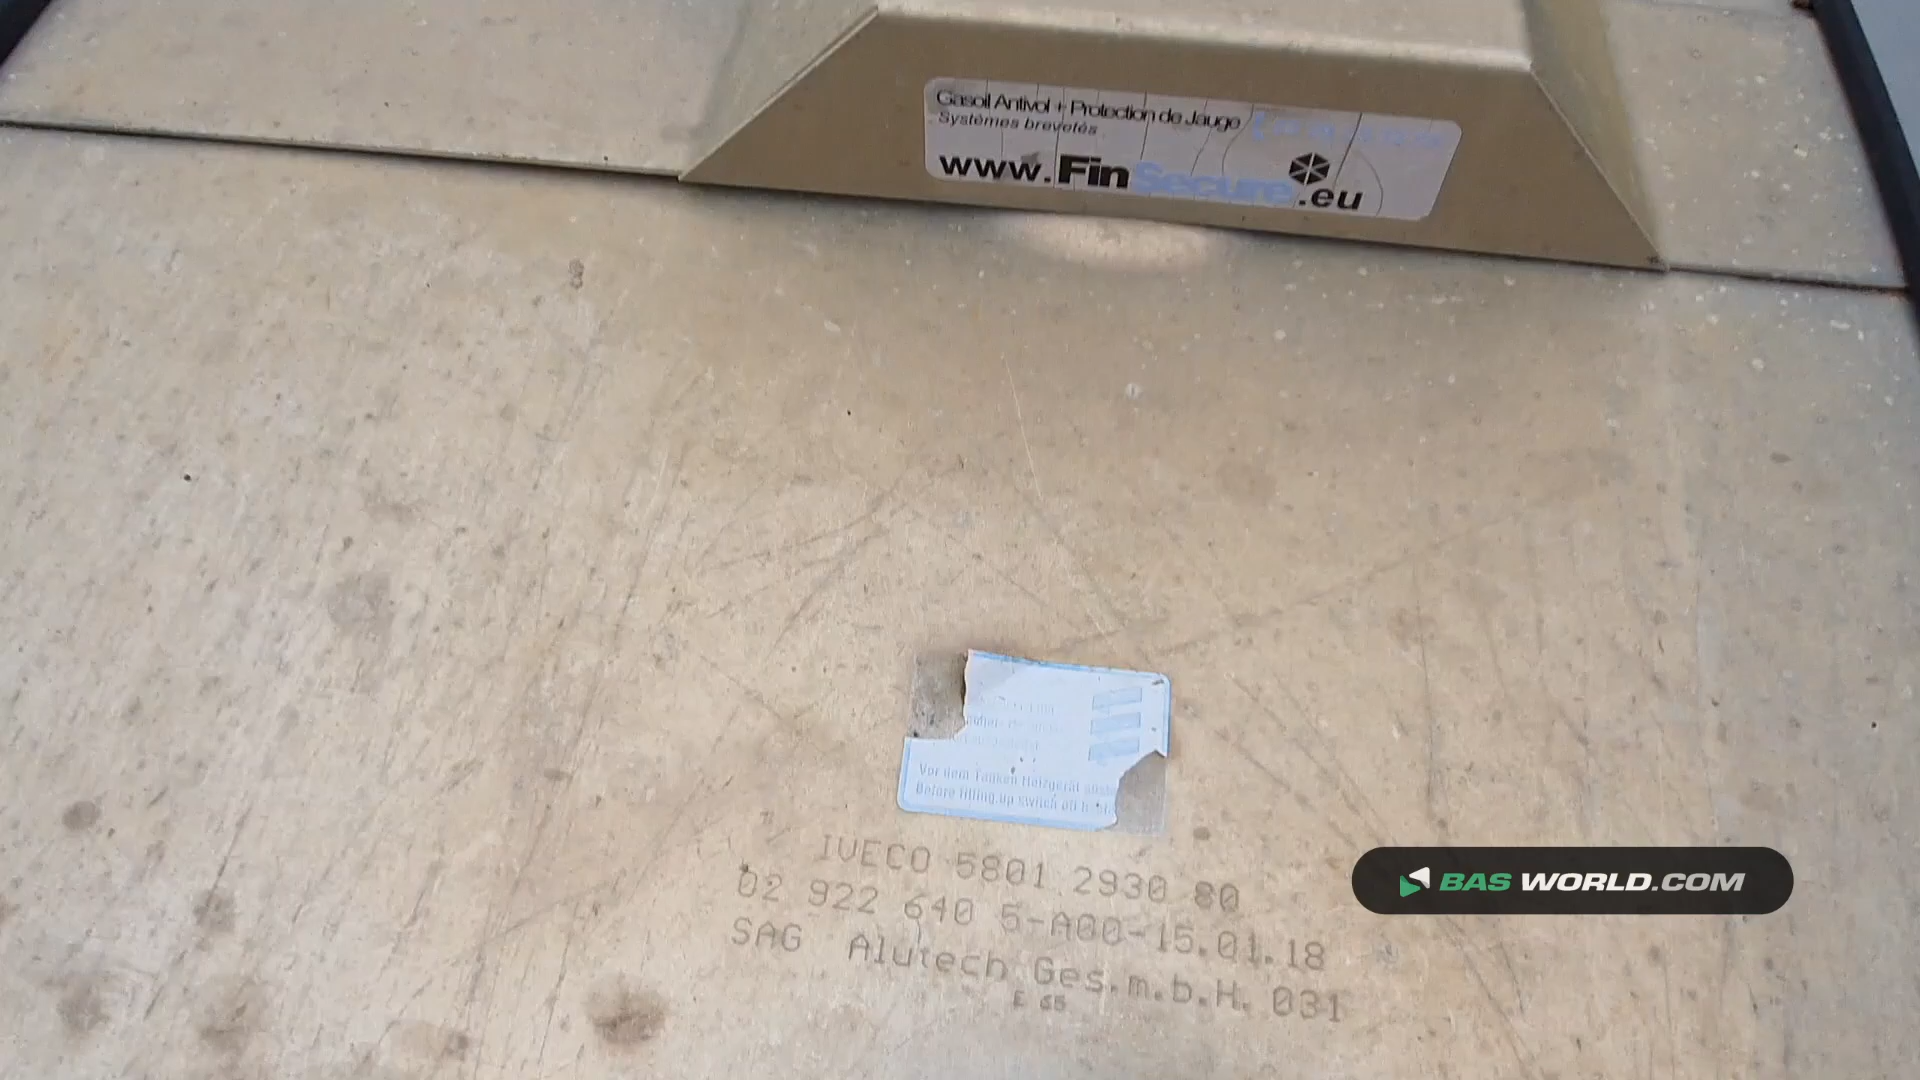 Gasoil Antivol + Protection de Jauge
Systèmes brevetés
www.FinSecure.eu
Vor dem Tanken Heizgerät
Before filling up switch off
IVECO 5801 2930 80
02 922 640 5-A00-15.01.18
SAG Alutech Ges.m.b.H. 031
E 65
BAS WORLD.COM